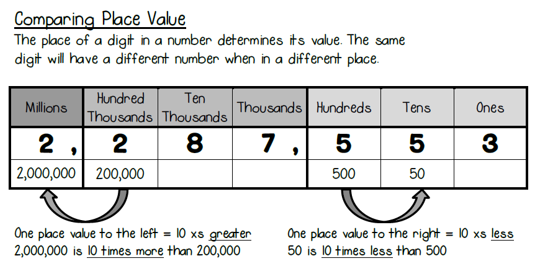 Comparing Place Value
The place of a digit in a number determines its value. The same
digit will have a different number when in a different place.
Millions Hundred Thousands Ten Thousands Thousands Hundreds Tens Ones
2, 2 8 7, 5 5 3
2,000,000 200,000 500 50
One place value to the left = 10 xs greater
2,000,000 is 10 times more than 200,000
One place value to the right = 10 xs less
50 is 10 times less than 500